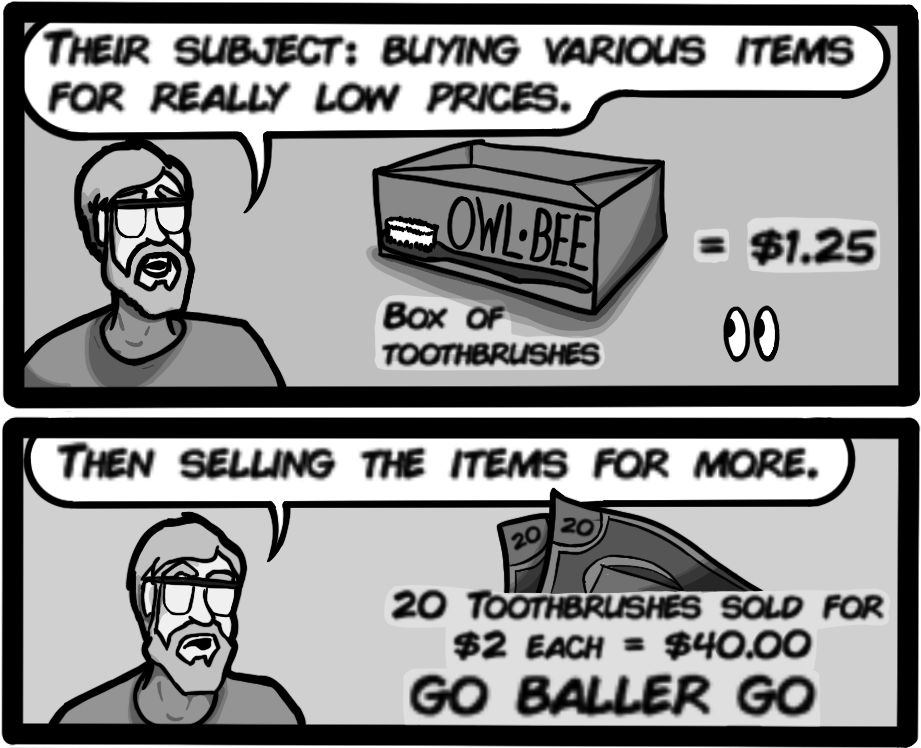 Their subject: buying various items
for really low prices.
OWL•BEE
= $1.25
Box of
toothbrushes
Then selling the items for more.
20
20
20 Toothbrushes sold for
$2 each = $40.00
GO BALLER GO